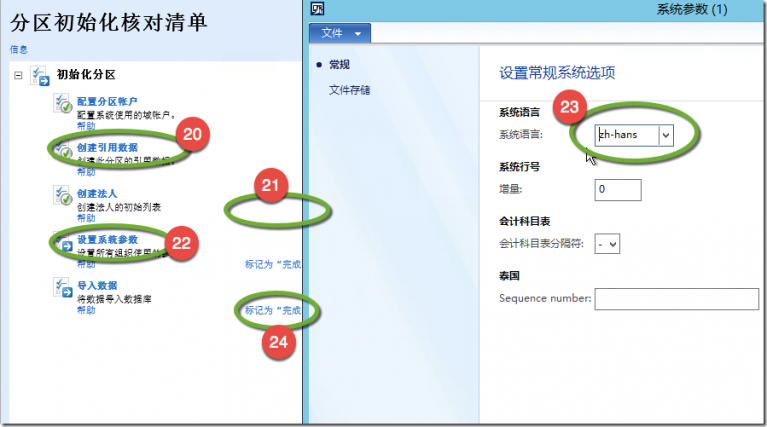 分区初始化核对清单
信息
初始化分区
配置分区帐户
配置系统使用的域帐户。
帮助
20
创建引用数据
创建此分区的引用数据。
帮助
21
创建法人
创建法人的初始列表
帮助
22
设置系统参数
设置所有组织使用的
帮助
标记为“完成
导入数据
将数据导入数据库
帮助
标记为“完成
24
系统参数 (1)
文件
常规
文件存储
设置常规系统选项
23
系统语言
系统语言: zh-hans
系统行号
增量: 0
会计科目表
会计科目表分隔符: -
泰国
Sequence number: